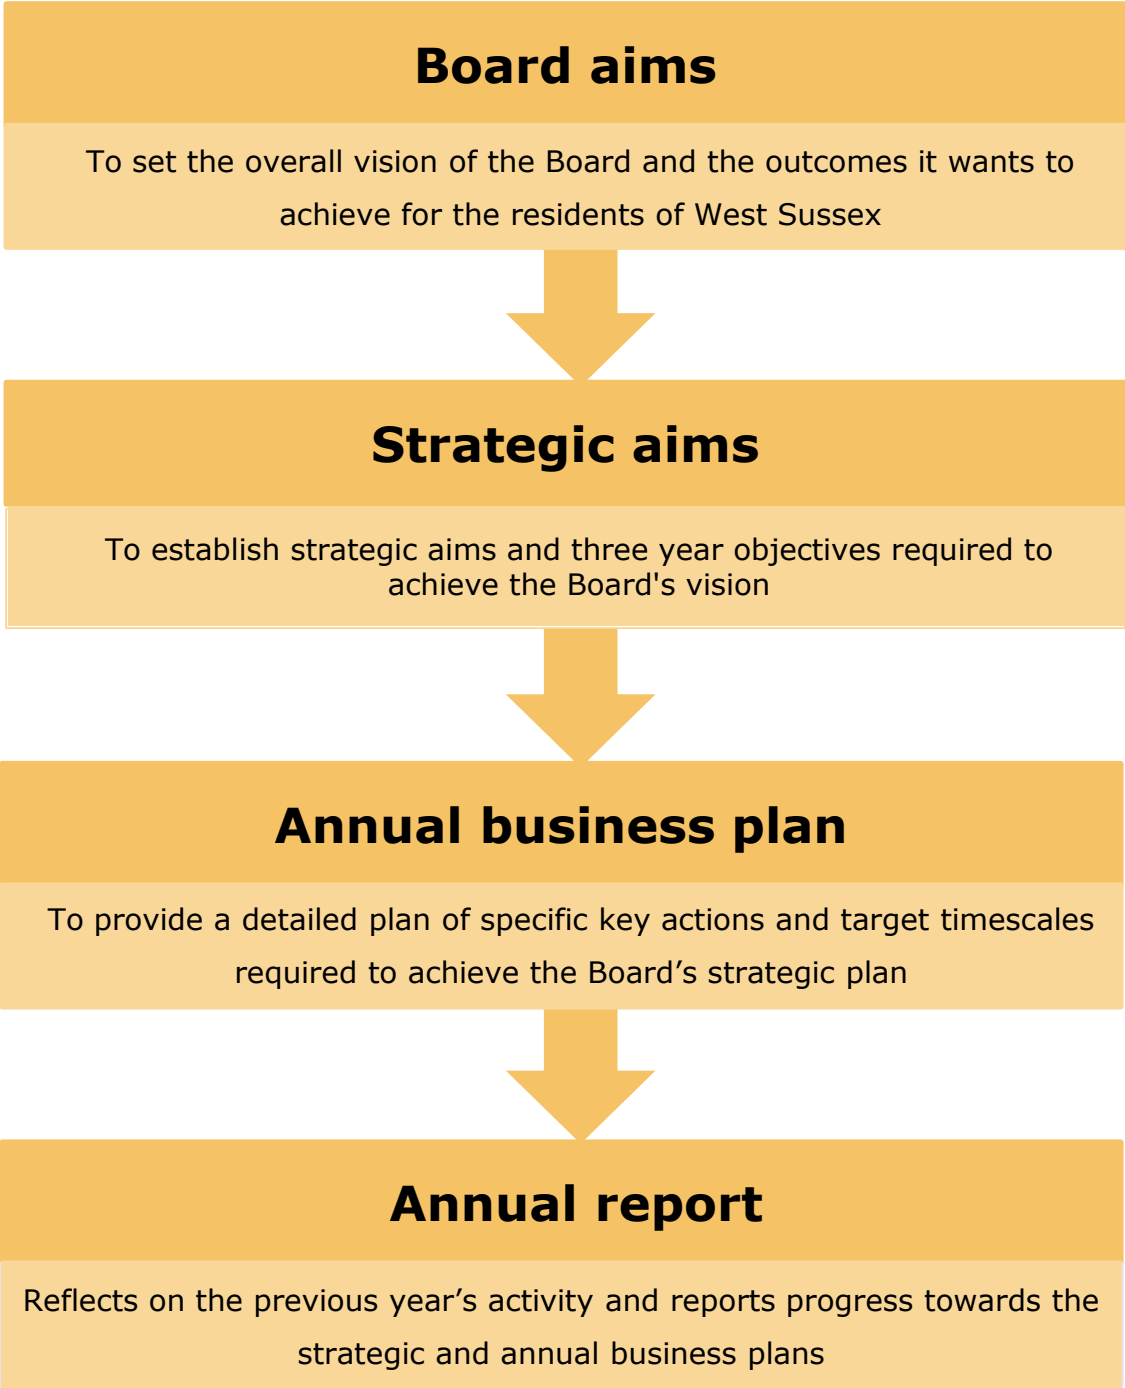 Board aims
To set the overall vision of the Board and the outcomes it wants to
achieve for the residents of West Sussex
Strategic aims
To establish strategic aims and three year objectives required to
achieve the Board's vision
Annual business plan
To provide a detailed plan of specific key actions and target timescales
required to achieve the Board’s strategic plan
Annual report
Reflects on the previous year’s activity and reports progress towards the
strategic and annual business plans